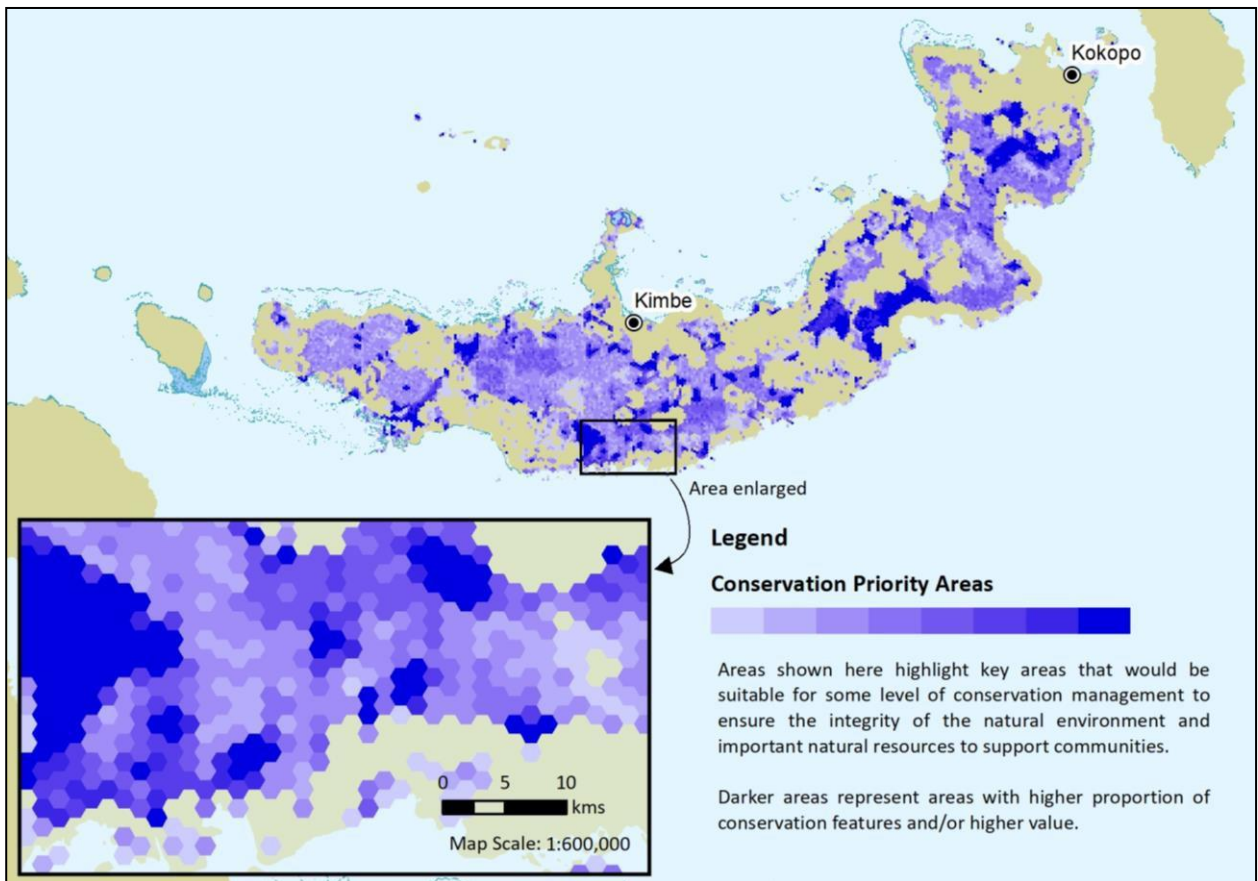 Kokopo
Kimbe
Area enlarged
Legend
Conservation Priority Areas
Areas shown here highlight key areas that would be
suitable for some level of conservation management to
ensure the integrity of the natural environment and
important natural resources to support communities.
Darker areas represent areas with higher proportion of
conservation features and/or higher value.
0 5 10
kms
Map Scale: 1:600,000